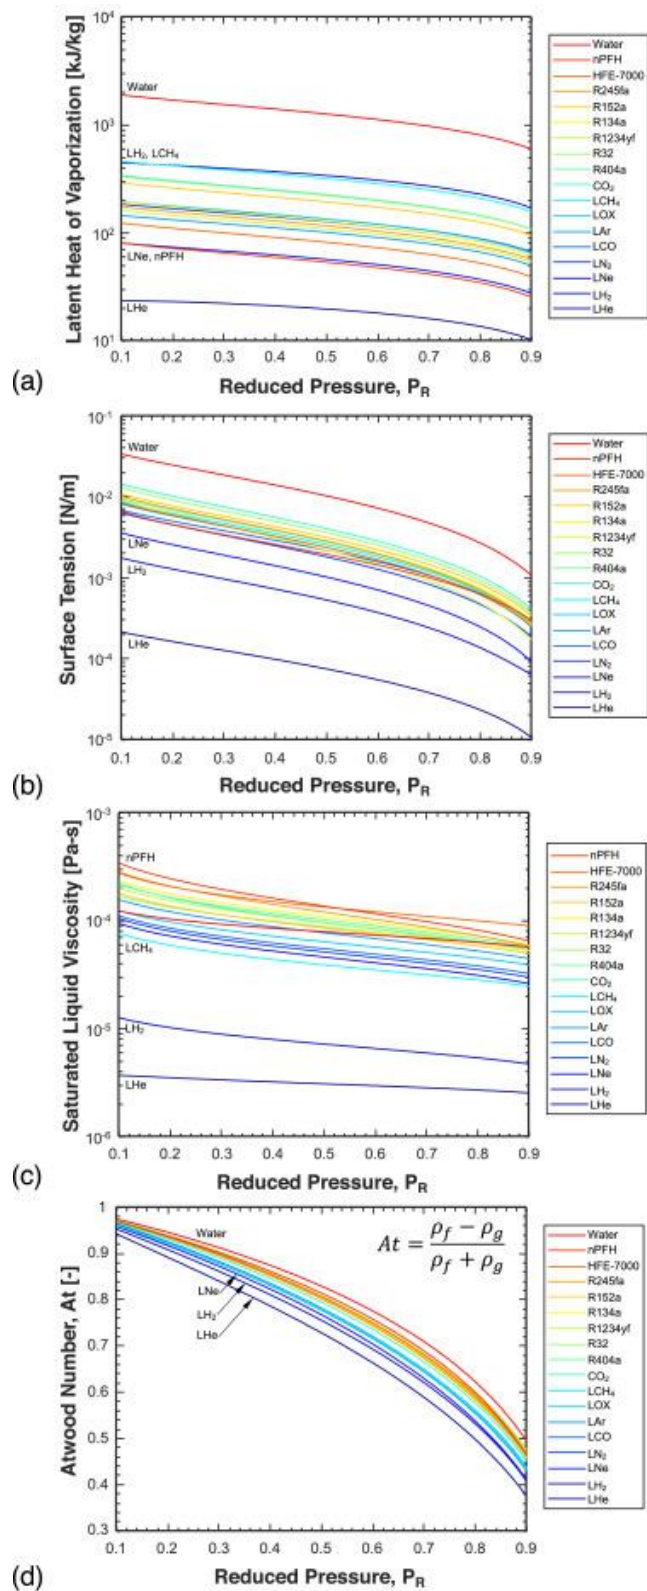 Latent Heat of Vaporization [kJ/kg]
10⁴
10³
10²
10¹
Water
LH₂, LCH₄
LNe, nPFH
LHe
0.1 0.2 0.3 0.4 0.5 0.6 0.7 0.8 0.9
Reduced Pressure, P_R
(a)
Water
nPFH
HFE-7000
R245fa
R152a
R134a
R1234yf
R32
R404a
CO₂
LCH₄
LOX
LAr
LCO
LN₂
LNe
LH₂
LHe
Surface Tension [N/m]
10⁻¹
10⁻²
10⁻³
10⁻⁴
10⁻⁵
Water
LNe
LH₂
LHe
0.1 0.2 0.3 0.4 0.5 0.6 0.7 0.8 0.9
Reduced Pressure, P_R
(b)
Water
nPFH
HFE-7000
R245fa
R152a
R134a
R1234yf
R32
R404a
CO₂
LCH₄
LOX
LAr
LCO
LN₂
LNe
LH₂
LHe
Saturated Liquid Viscosity [Pa-s]
10⁻³
10⁻⁴
10⁻⁵
10⁻⁶
nPFH
LCH₄
LH₂
LHe
0.1 0.2 0.3 0.4 0.5 0.6 0.7 0.8 0.9
Reduced Pressure, P_R
(c)
nPFH
HFE-7000
R245fa
R152a
R134a
R1234yf
R32
R404a
CO₂
LCH₄
LOX
LAr
LCO
LN₂
LNe
LH₂
LHe
Atwood Number, At [-]
1
0.9
0.8
0.7
0.6
0.5
0.4
0.3
Water
LNe
LH₂
LHe
At = (ρ_f − ρ_g) / (ρ_f + ρ_g)
0.1 0.2 0.3 0.4 0.5 0.6 0.7 0.8 0.9
Reduced Pressure, P_R
(d)
Water
nPFH
HFE-7000
R245fa
R152a
R134a
R1234yf
R32
R404a
CO₂
LCH₄
LOX
LAr
LCO
LN₂
LNe
LH₂
LHe